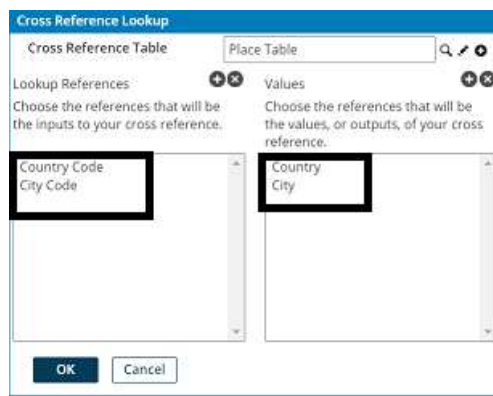 Cross Reference Lookup
Cross Reference Table
Place Table
Lookup References
Choose the references that will be
the inputs to your cross reference.
Country Code
City Code
Values
Choose the references that will be
the values, or outputs, of your cross
reference.
Country
City
OK
Cancel